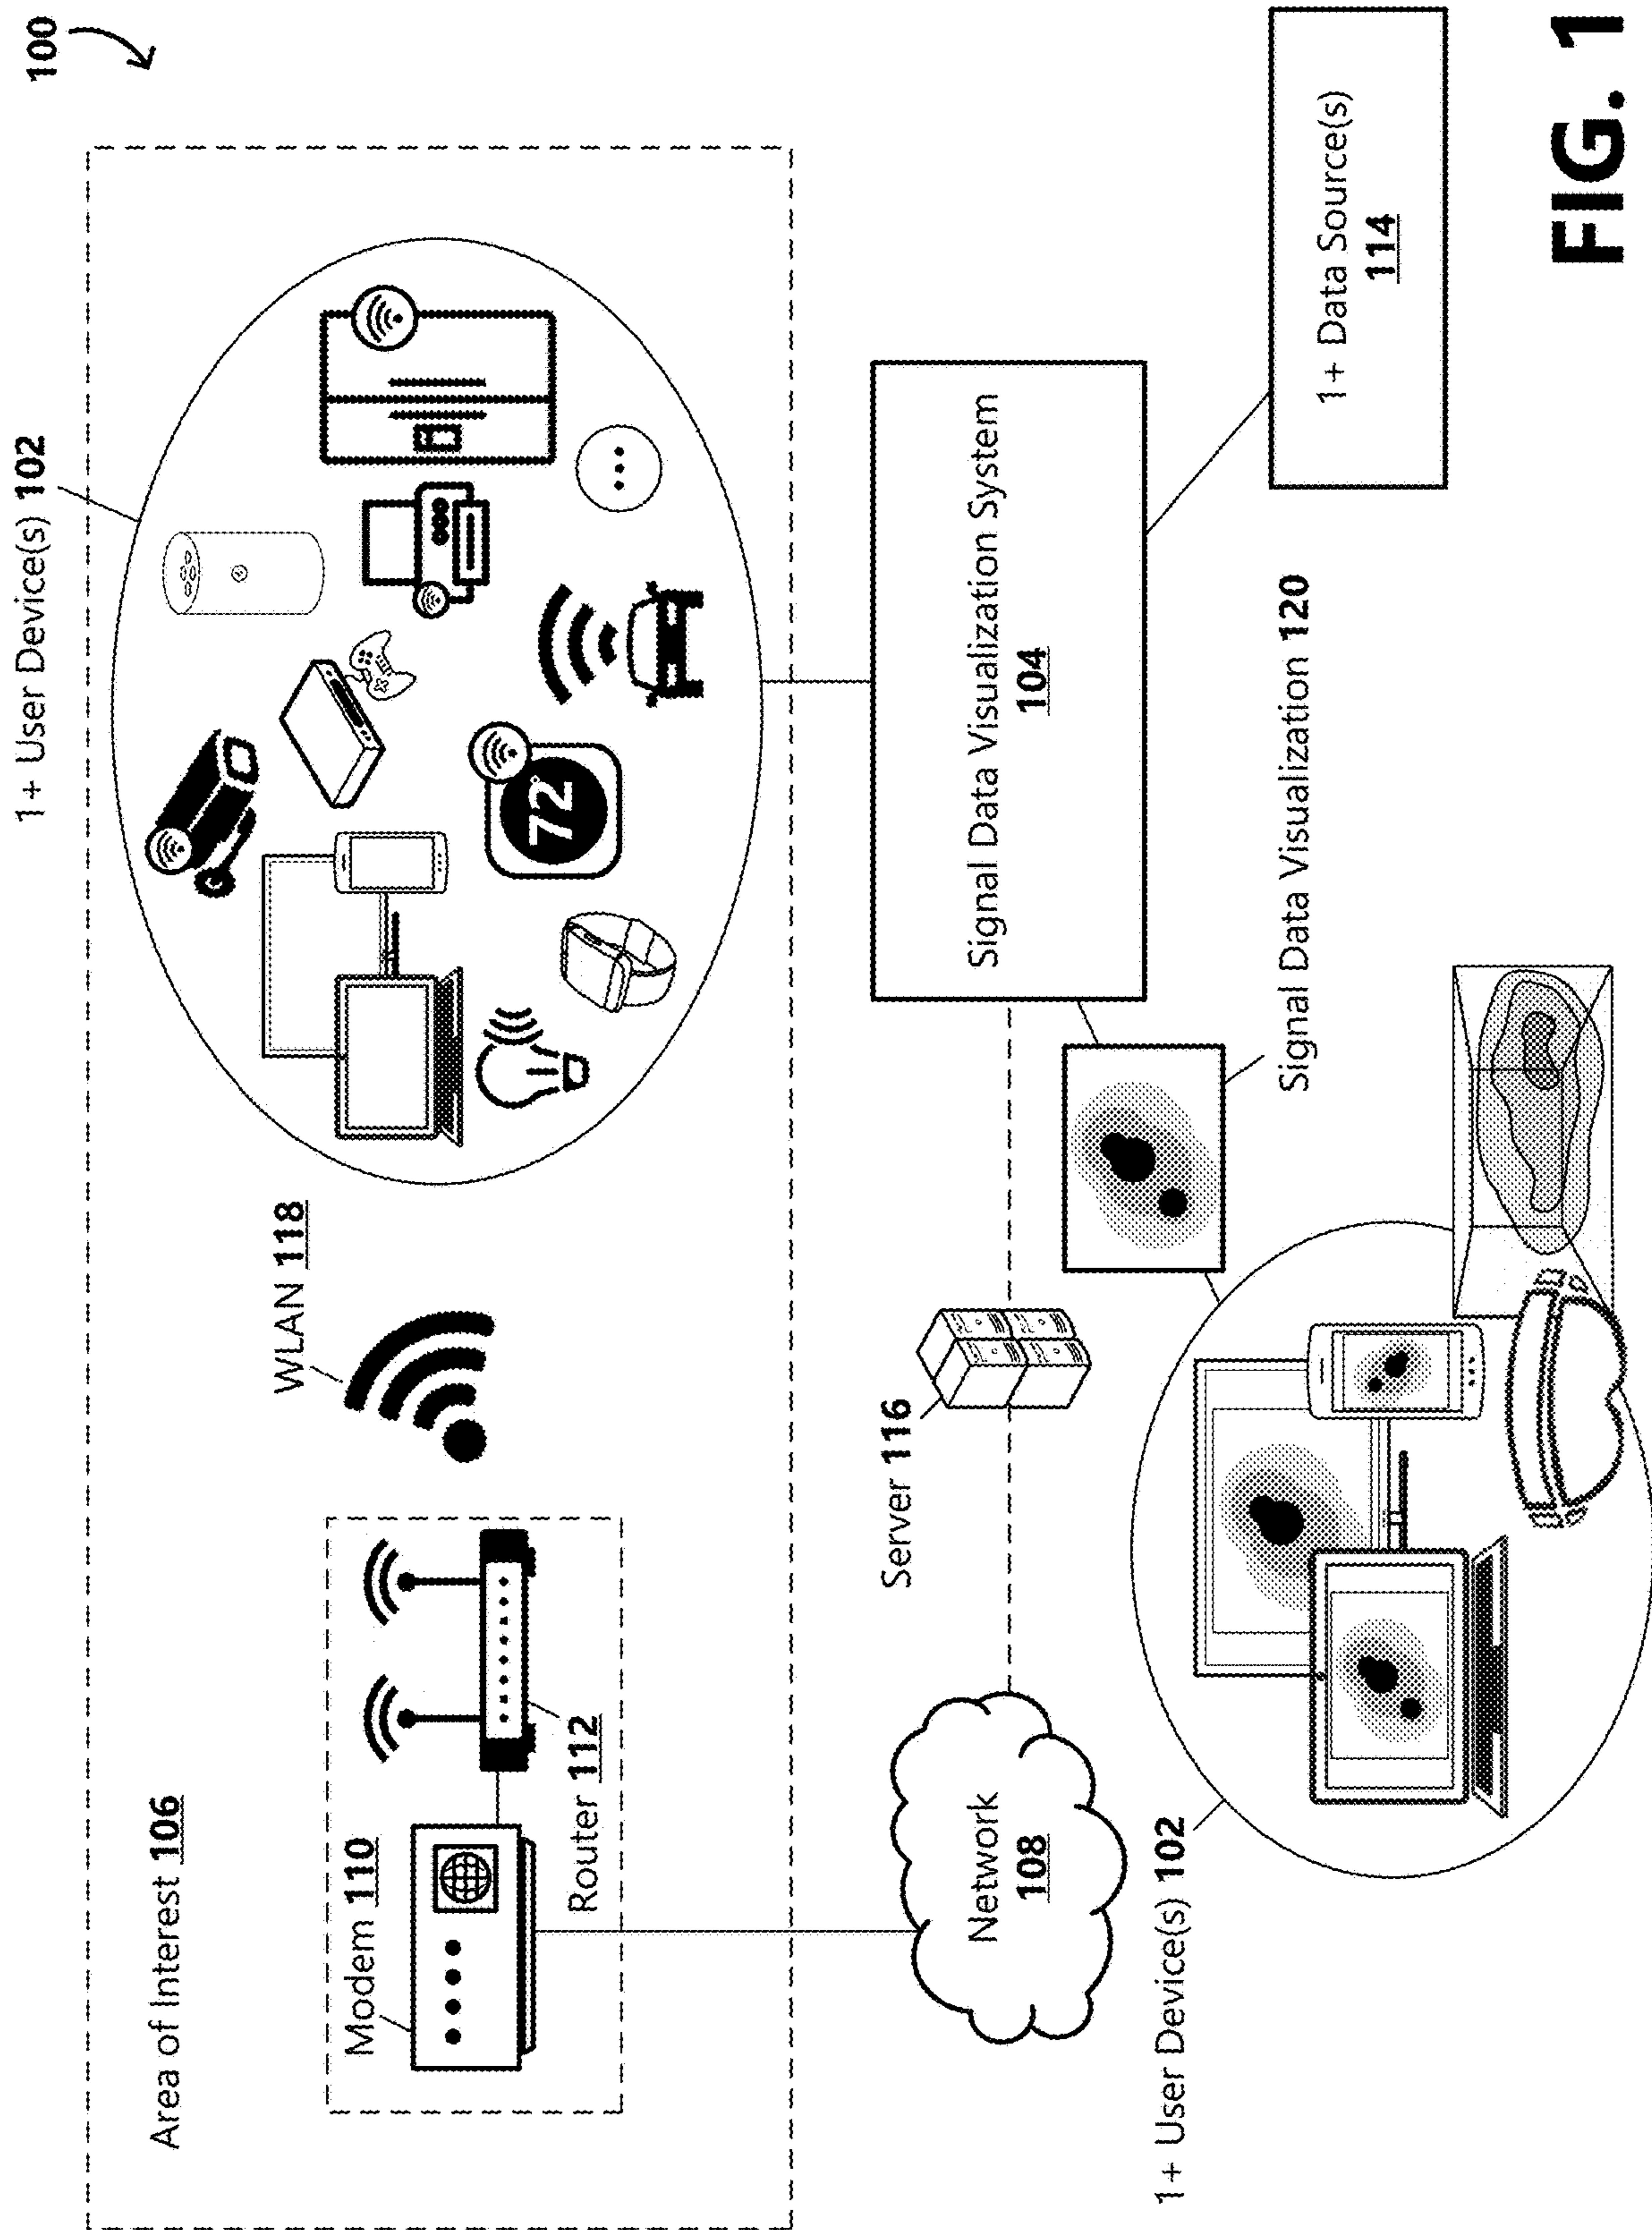 100
1+ User Device(s) 102
Area of Interest 106
WLAN 118
Modem 110
Router 112
72°
Network
108
Server 116
Signal Data Visualization System
104
1+ User Device(s) 102
Signal Data Visualization 120
1+ Data Source(s)
114
FIG. 1